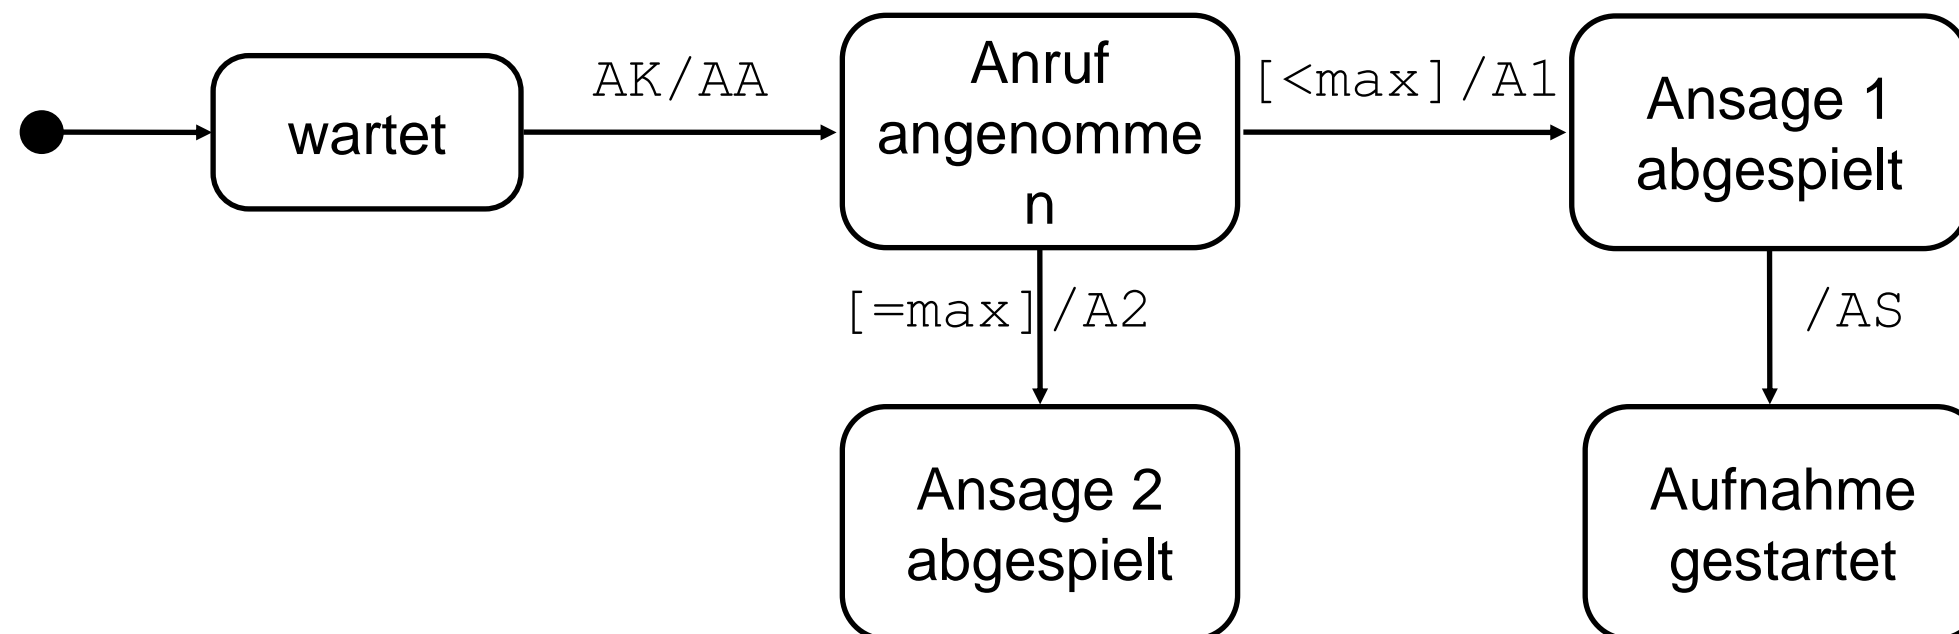 AK/AA
wartet
Anruf
angenomme
n
[<max]/A1
Ansage 1
abgespielt
[=max]/A2
/AS
Ansage 2
abgespielt
Aufnahme
gestartet